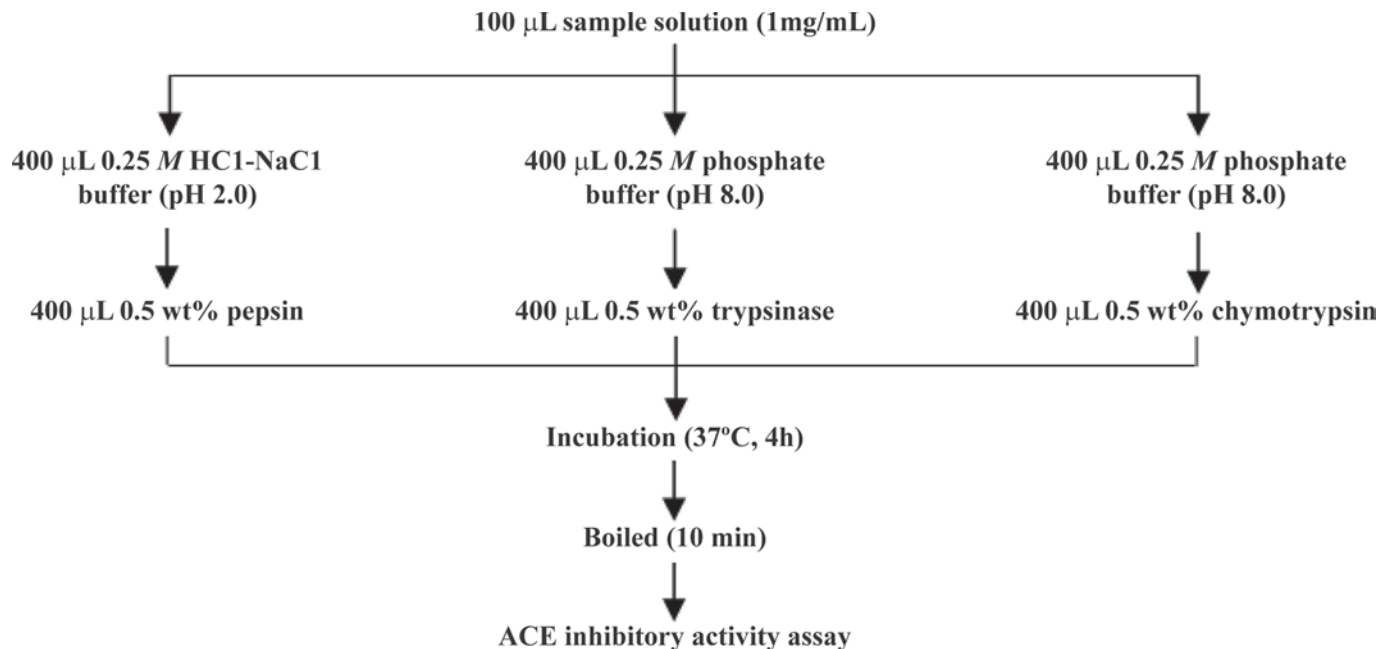 100 μL sample solution (1mg/mL)
400 μL 0.25 M HC1-NaC1
buffer (pH 2.0)
400 μL 0.25 M phosphate
buffer (pH 8.0)
400 μL 0.25 M phosphate
buffer (pH 8.0)
400 μL 0.5 wt% pepsin
400 μL 0.5 wt% trypsinase
400 μL 0.5 wt% chymotrypsin
Incubation (37ºC, 4h)
Boiled (10 min)
ACE inhibitory activity assay